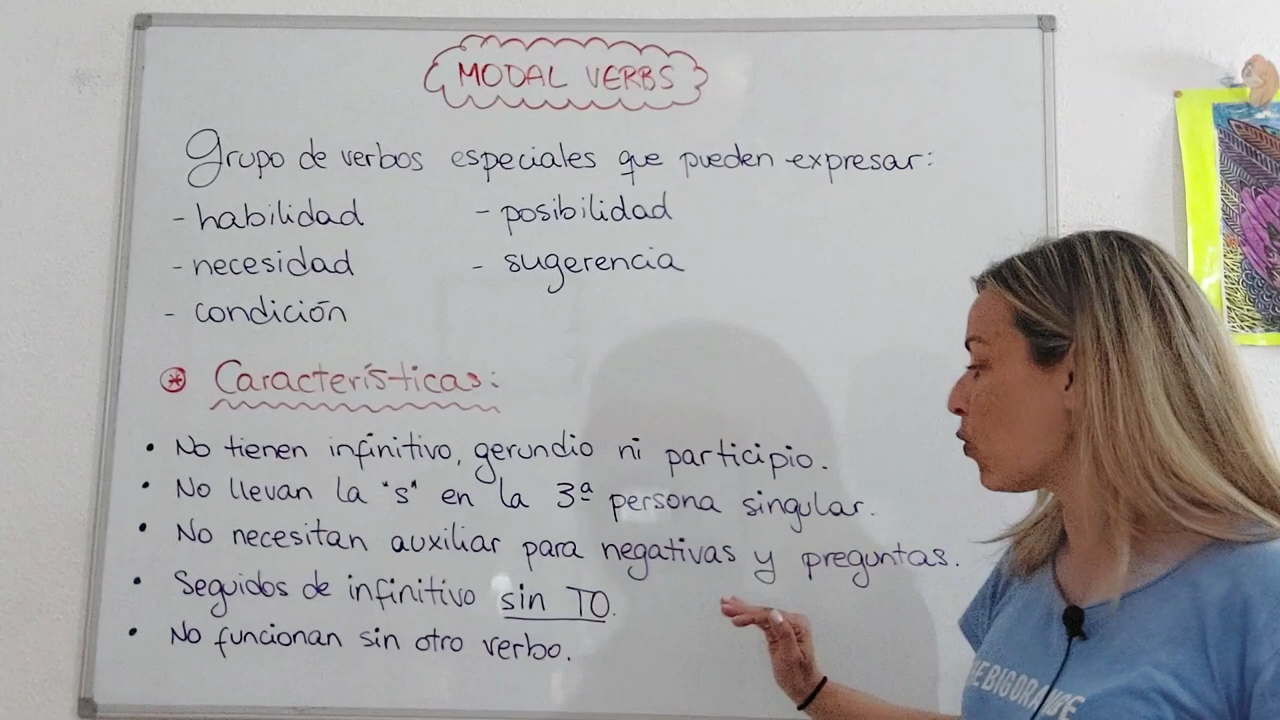 MODAL VERBS
Grupo de verbos especiales que pueden expresar:
- habilidad - posibilidad
- necesidad - sugerencia
- condición
* Características:
• No tienen infinitivo, gerundio ni participio.
• No llevan la "s" en la 3ª persona singular.
• No necesitan auxiliar para negativas y preguntas.
• Seguidos de infinitivo sin TO.
• No funcionan sin otro verbo.